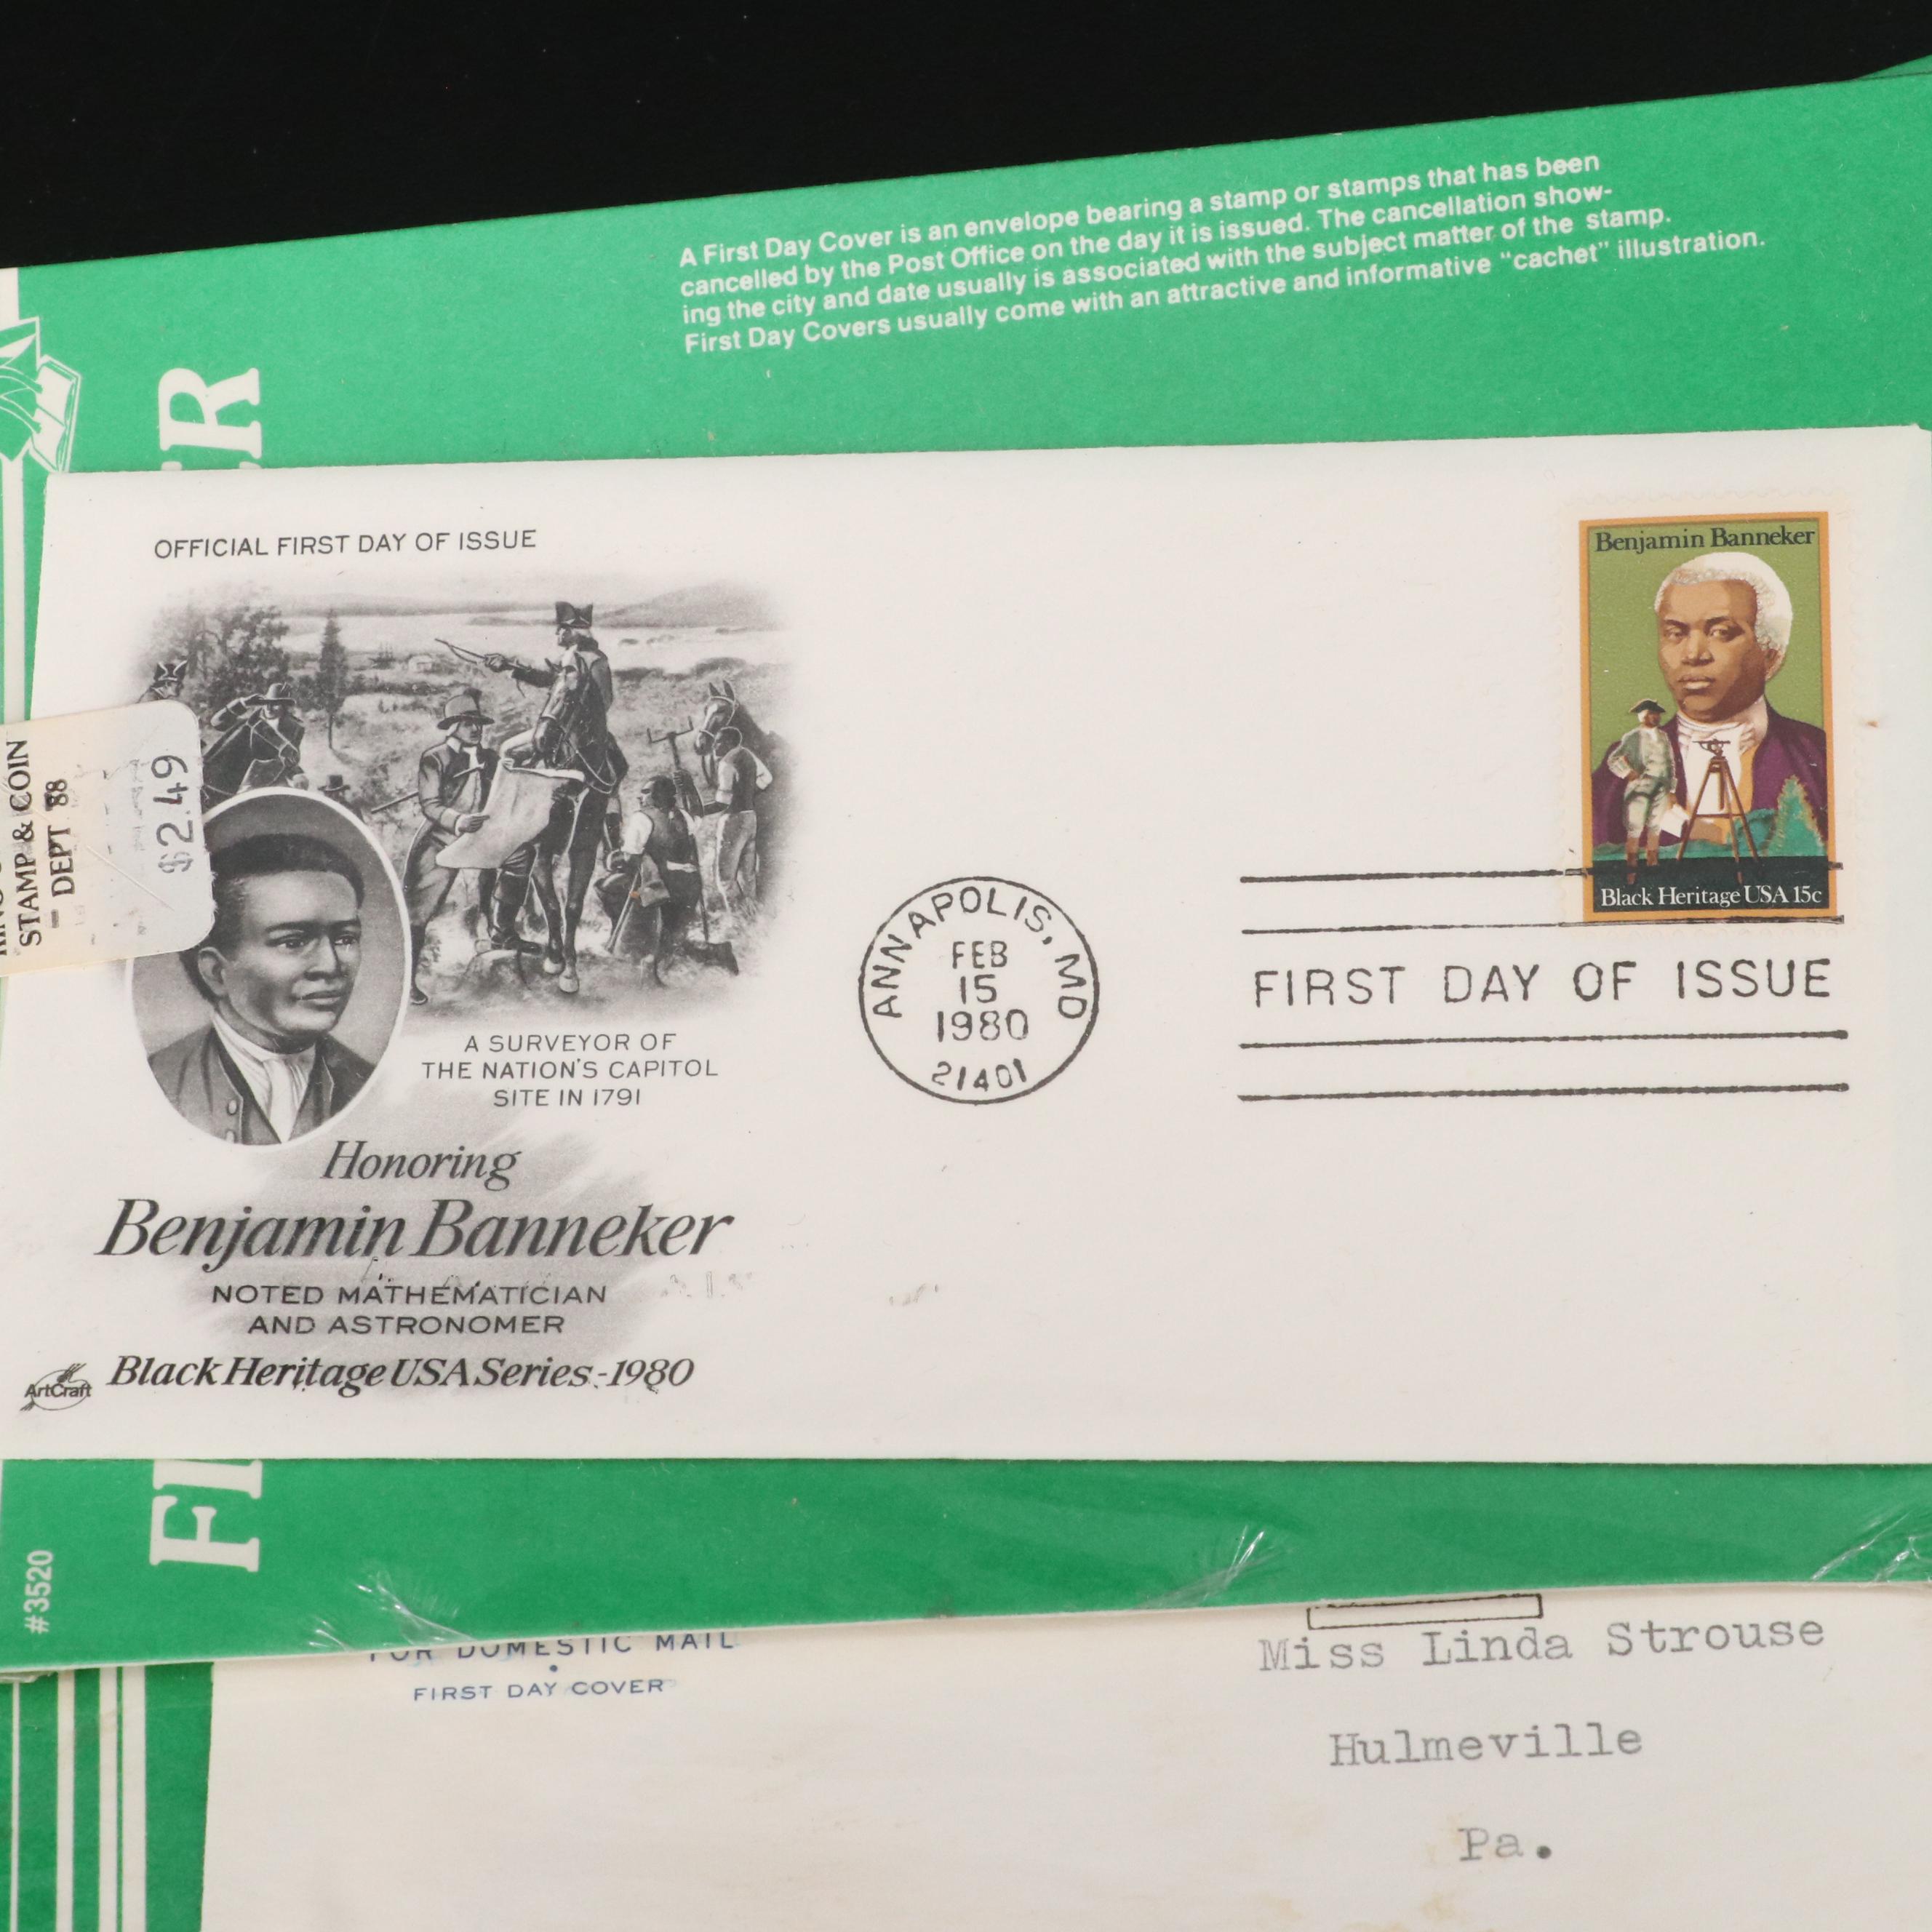 A First Day Cover is an envelope bearing a stamp or stamps that has been
cancelled by the Post Office on the day it is issued. The cancellation show-
ing the city and date usually is associated with the subject matter of the stamp.
First Day Covers usually come with an attractive and informative "cachet" illustration.
ER
OFFICIAL FIRST DAY OF ISSUE
Benjamin Banneker
Black Heritage USA 15c
STAMP & COIN
DEPT '88
$2.49
ANNAPOLIS, MD
FEB
15
1980
21401
FIRST DAY OF ISSUE
A SURVEYOR OF
THE NATION'S CAPITOL
SITE IN 1791
Honoring
Benjamin Banneker
NOTED MATHEMATICIAN
AND ASTRONOMER
ArtCraft
Black Heritage USA Series-1980
FI
#3520
FOR DOMESTIC MAIL
FIRST DAY COVER
Miss Linda Strouse
Hulmeville
Pa.